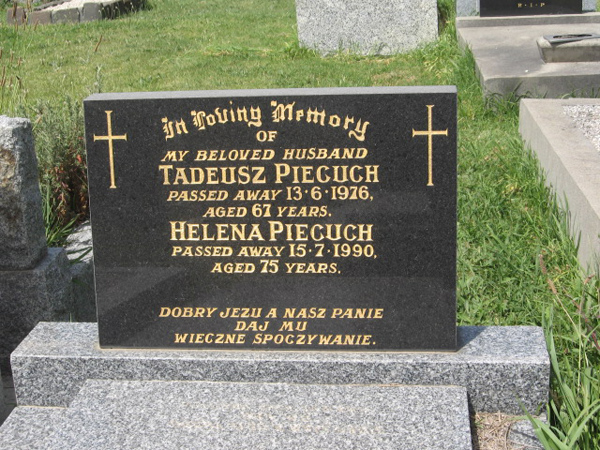 R·I·P
In Loving Memory
OF
MY BELOVED HUSBAND
TADEUSZ PIECUCH
PASSED AWAY 13·6·1976,
AGED 67 YEARS.
HELENA PIECUCH
PASSED AWAY 15·7·1990,
AGED 75 YEARS.
DOBRY JEZU A NASZ PANIE
DAJ MU
WIECZNE SPOCZYWANIE.